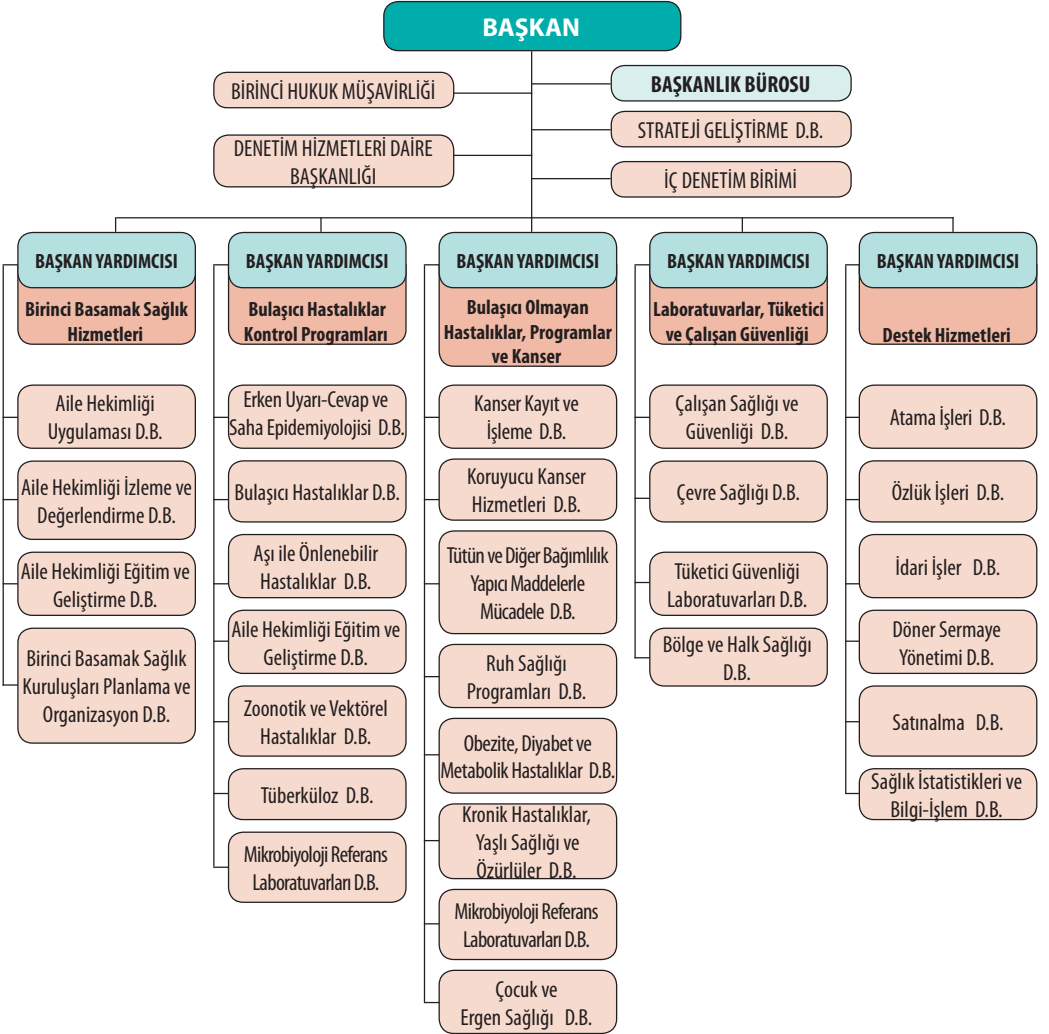 BAŞKAN
BİRİNCİ HUKUK MÜŞAVİRLİĞİ
BAŞKANLIK BÜROSU
STRATEJİ GELİŞTİRME D.B.
DENETİM HİZMETLERİ DAİRE
BAŞKANLIĞI
İÇ DENETİM BİRİMİ
BAŞKAN YARDIMCISI
Birinci Basamak Sağlık
Hizmetleri
Aile Hekimliği
Uygulaması D.B.
Aile Hekimliği İzleme ve
Değerlendirme D.B.
Aile Hekimliği Eğitim ve
Geliştirme D.B.
Birinci Basamak Sağlık
Kuruluşları Planlama ve
Organizasyon D.B.
BAŞKAN YARDIMCISI
Bulaşıcı Hastalıklar
Kontrol Programları
Erken Uyarı-Cevap ve
Saha Epidemiyolojisi D.B.
Bulaşıcı Hastalıklar D.B.
Aşı ile Önlenebilir
Hastalıklar D.B.
Aile Hekimliği Eğitim ve
Geliştirme D.B.
Zoonotik ve Vektörel
Hastalıklar D.B.
Tüberküloz D.B.
Mikrobiyoloji Referans
Laboratuvarları D.B.
BAŞKAN YARDIMCISI
Bulaşıcı Olmayan
Hastalıklar, Programlar
ve Kanser
Kanser Kayıt ve
İşleme D.B.
Koruyucu Kanser
Hizmetleri D.B.
Tütün ve Diğer Bağımlılık
Yapıcı Maddelerle
Mücadele D.B.
Ruh Sağlığı
Programları D.B.
Obezite, Diyabet ve
Metabolik Hastalıklar D.B.
Kronik Hastalıklar,
Yaşlı Sağlığı ve
Özürlüler D.B.
Mikrobiyoloji Referans
Laboratuvarları D.B.
Çocuk ve
Ergen Sağlığı D.B.
BAŞKAN YARDIMCISI
Laboratuvarlar, Tüketici
ve Çalışan Güvenliği
Çalışan Sağlığı ve
Güvenliği D.B.
Çevre Sağlığı D.B.
Tüketici Güvenliği
Laboratuvarları D.B.
Bölge ve Halk Sağlığı
D.B.
BAŞKAN YARDIMCISI
Destek Hizmetleri
Atama İşleri D.B.
Özlük İşleri D.B.
İdari İşler D.B.
Döner Sermaye
Yönetimi D.B.
Satınalma D.B.
Sağlık İstatistikleri ve
Bilgi-İşlem D.B.